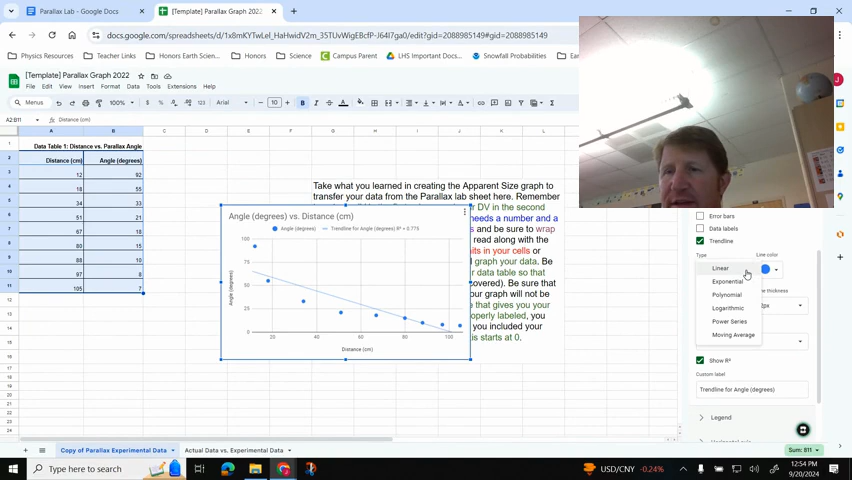 Parallax Lab - Google Docs
[Template] Parallax Graph 2022
docs.google.com/spreadsheets/d/1x8mKYTwLel_HaHwidV2m_35TUvWcgEBcfP-J64I7ga0/edit?gid=2088985149#gid=2088985149
Physics Resources
Teacher Links
Honors Earth Scienc...
Campus Parent
LHS Important Docs...
Snowfall Probabilities
[Template] Parallax Graph 2022
File Edit View Insert Format Data Tools Extensions Help
Menus 100% $ % .0 .00 123 Arial 10 B I A
A2:B11 Distance (cm)
A B C D E F G H I J K L
Data Table 1: Distance vs. Parallax Angle
Distance (cm) Angle (degrees)
12 92
18 55
34 33
51 21
67 18
80 15
88 10
97 8
105 7
Take what you learned in creating the Apparent Size graph to
transfer your data from the Parallax lab sheet here. Remember
r DV in the second
needs a number and a
s and be sure to wrap
read along with the
its in your cells or
graph your data. Be
r data table so that
overed). Be sure that
our graph will not be
e that gives you your
operly labeled, you
you included your
is starts at 0.
Angle (degrees) vs. Distance (cm)
Angle (degrees) Trendline for Angle (degrees) R² = 0.773
100
75
50
25
0
20 40 60 80 100
Angle (degrees)
Distance (cm)
Error bars
Data labels
Trendline
Type Line color
Linear
Exponential
Polynomial
Logarithmic
Power Series
Moving Average
ne thickness
2px
Show R²
Custom label
Trendline for Angle (degrees)
Legend
Horizontal axis
Copy of Parallax Experimental Data
Actual Data vs. Experimental Data
Sum: 811
Type here to search
USD/CNY -0.24%
12:54 PM
9/20/2024